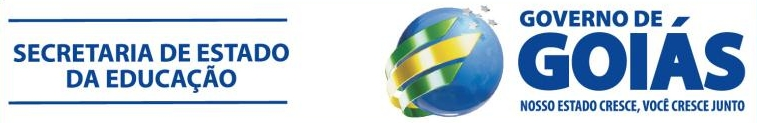 SECRETARIA DE ESTADO
DA EDUCAÇÃO
GOVERNO DE
GOIÁS
NOSSO ESTADO CRESCE, VOCÊ CRESCE JUNTO